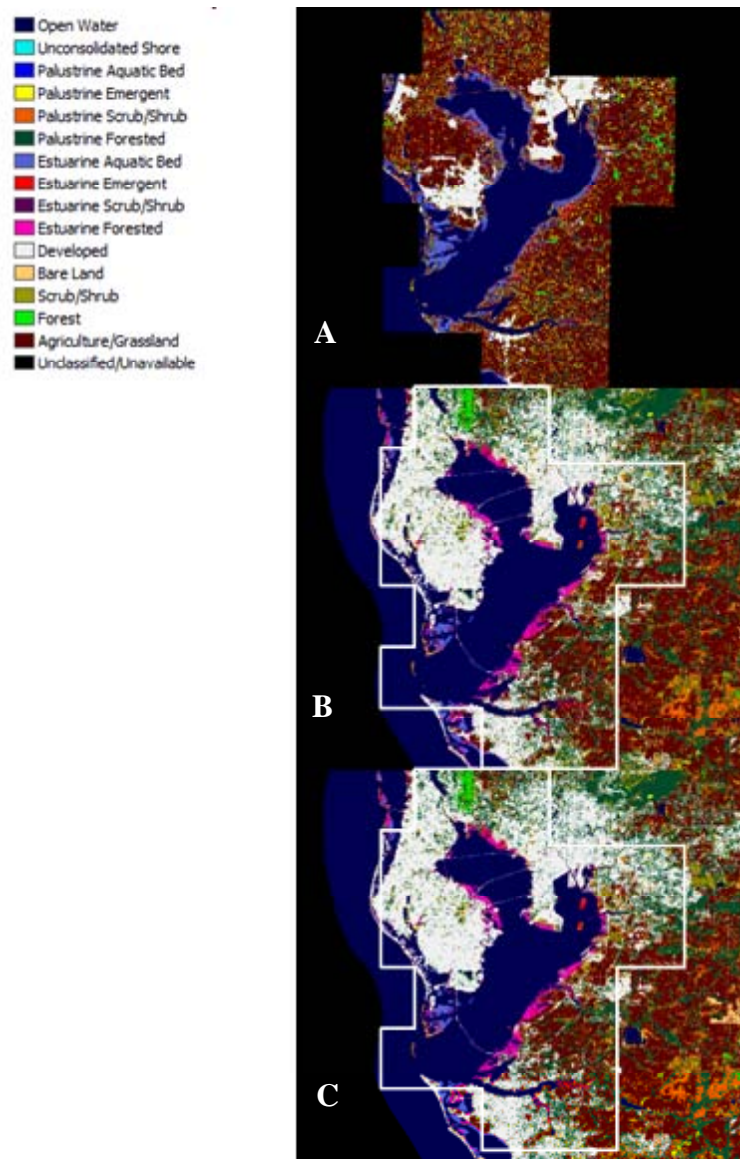 Open Water
Unconsolidated Shore
Palustrine Aquatic Bed
Palustrine Emergent
Palustrine Scrub/Shrub
Palustrine Forested
Estuarine Aquatic Bed
Estuarine Emergent
Estuarine Scrub/Shrub
Estuarine Forested
Developed
Bare Land
Scrub/Shrub
Forest
Agriculture/Grassland
Unclassified/Unavailable
A
B
C